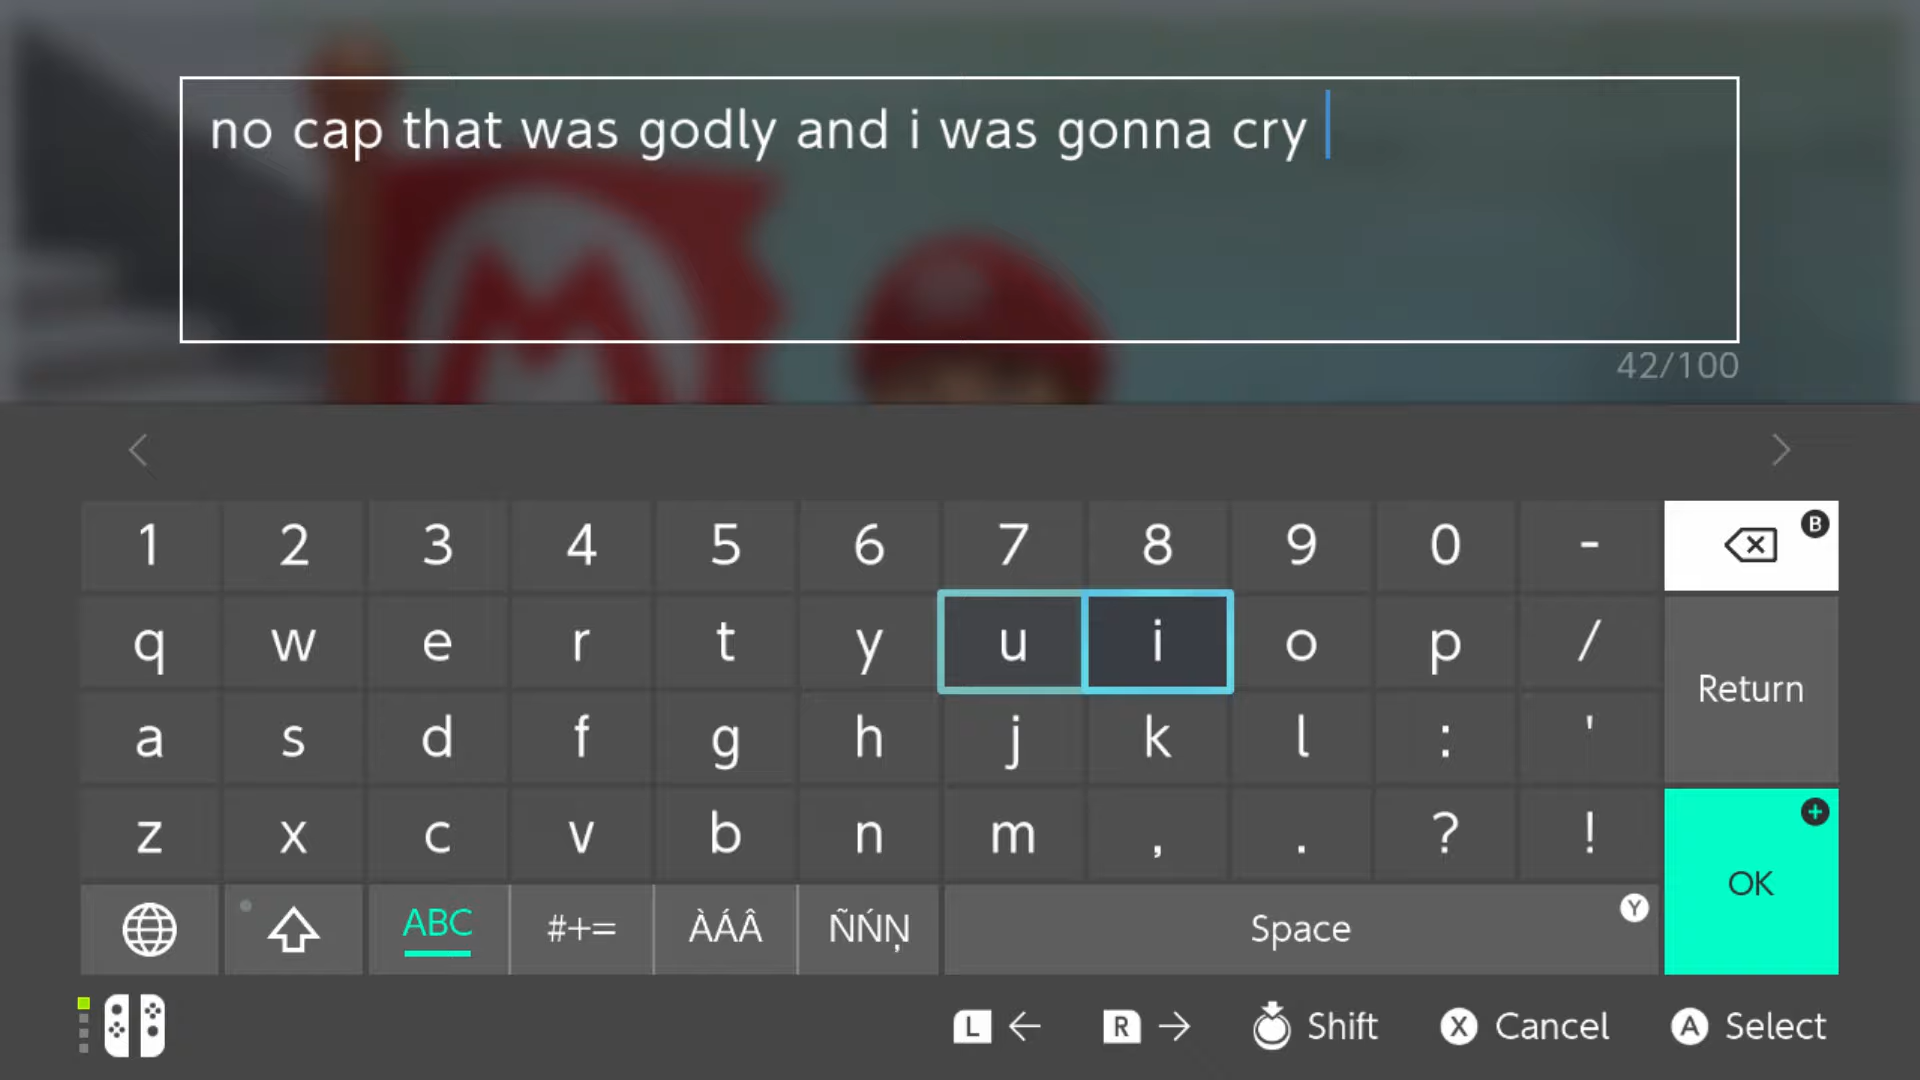 no cap that was godly and i was gonna cry
42/100
1 2 3 4 5 6 7 8 9 0 - B
q w e r t y u i o p /
Return
a s d f g h j k l : '
z x c v b n m , . ? !
OK
ABC #+= ÀÁÂ ÑŃŅ Space Y
L ← R → Shift X Cancel A Select
M